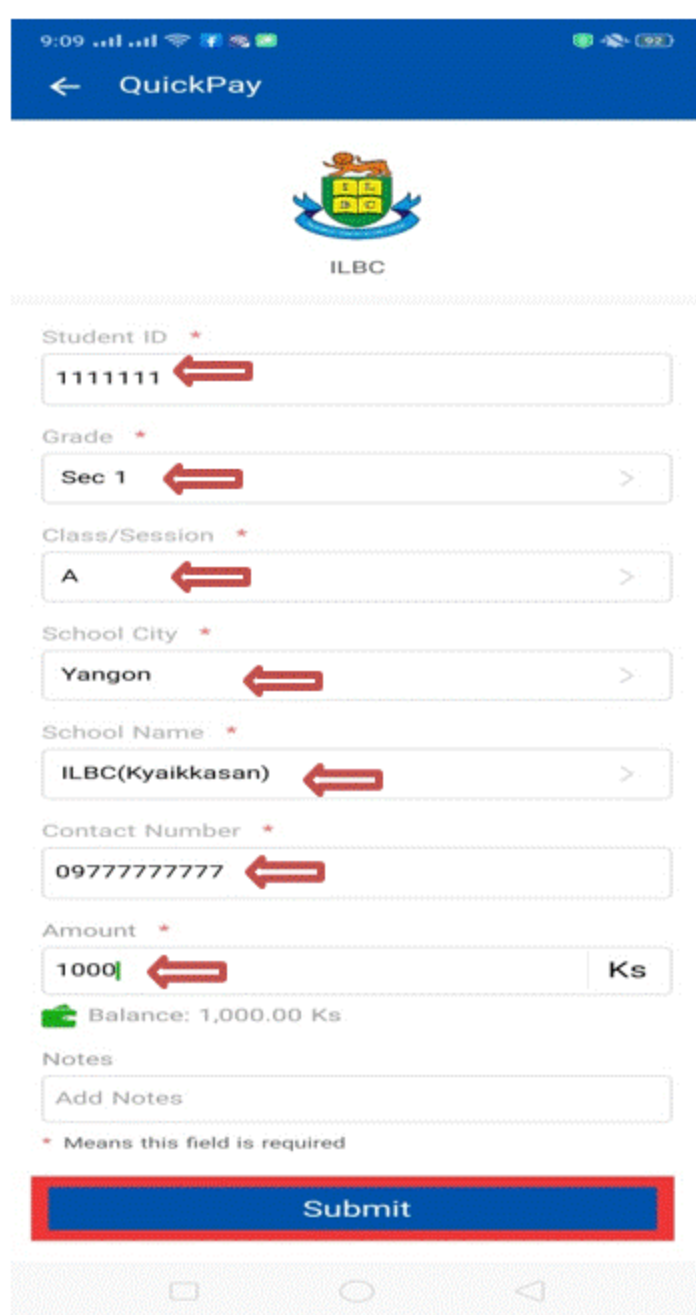 9:09
92
QuickPay
I L
B C
ILBC
Student ID *
1111111
Grade *
Sec 1
Class/Session *
A
School City *
Yangon
School Name *
ILBC(Kyaikkasan)
Contact Number *
09777777777
Amount *
1000 Ks
Balance: 1,000.00 Ks
Notes
Add Notes
* Means this field is required
Submit